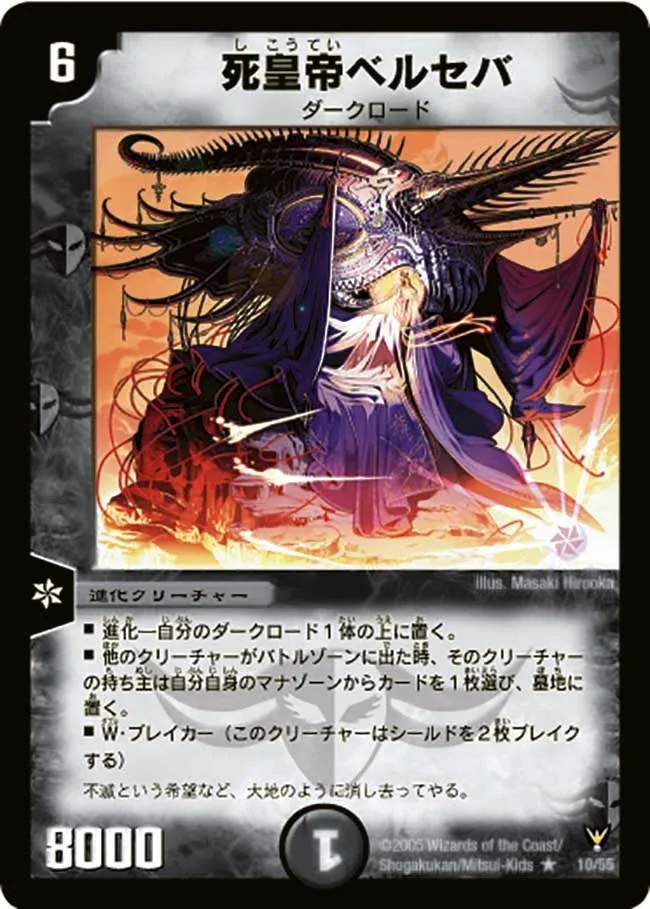 6
しこうてい
死皇帝ベルセバ
ダークロード
illus. Masaki Hirooka
進化クリーチャー
■ 進化―自分のダークロード1体の上に置く。
■ 他のクリーチャーがバトルゾーンに出た時、そのクリーチャー
の持ち主は自分自身のマナゾーンからカードを1枚選び、墓地に
置く。
■ W・ブレイカー（このクリーチャーはシールドを2枚ブレイク
する）
不滅という希望など、大地のように消し去ってやる。
8000
1
©2005 Wizards of the Coast/
Shogakukan/Mitsui-Kids ★ 10/55